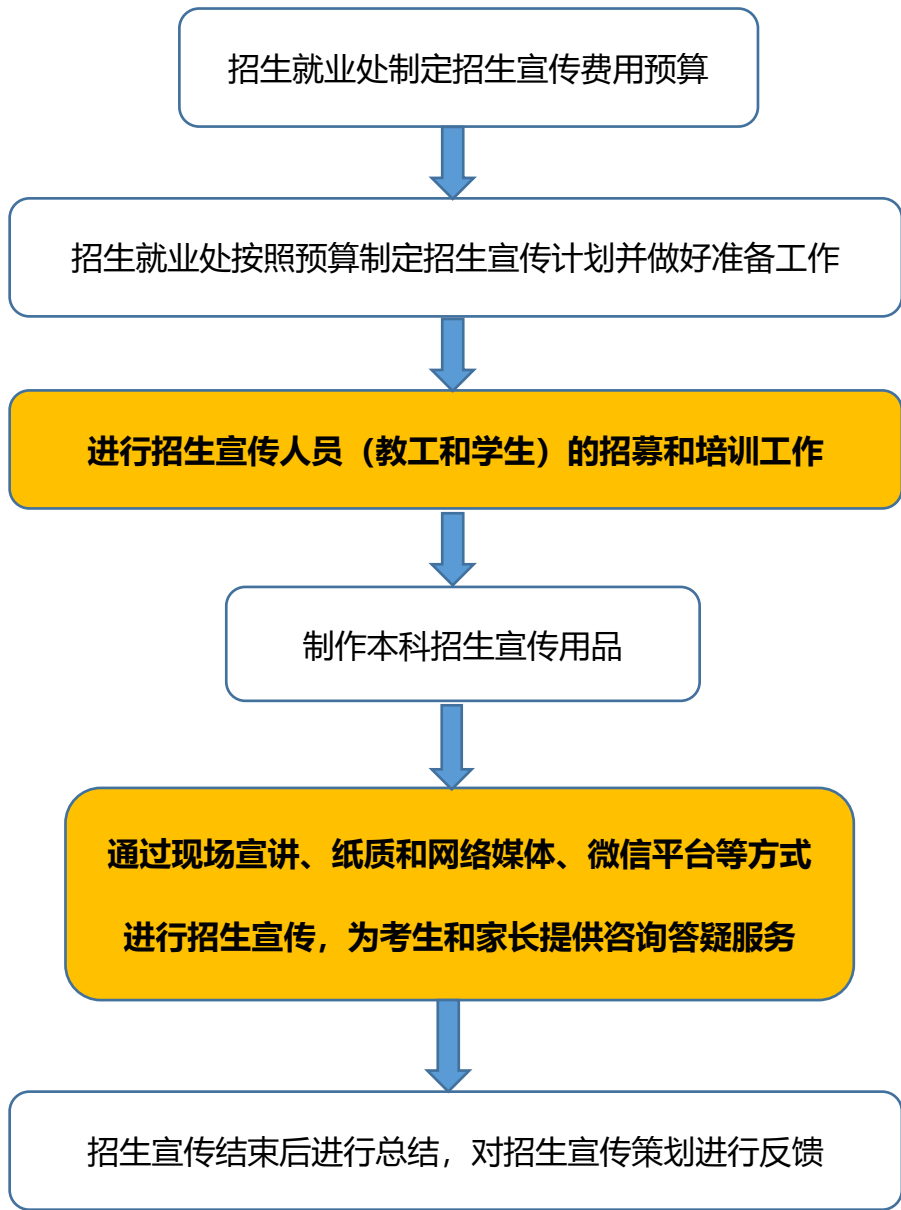 招生就业处制定招生宣传费用预算
招生就业处按照预算制定招生宣传计划并做好准备工作
进行招生宣传人员（教工和学生）的招募和培训工作
制作本科招生宣传用品
通过现场宣讲、纸质和网络媒体、微信平台等方式
进行招生宣传，为考生和家长提供咨询答疑服务
招生宣传结束后进行总结，对招生宣传策划进行反馈